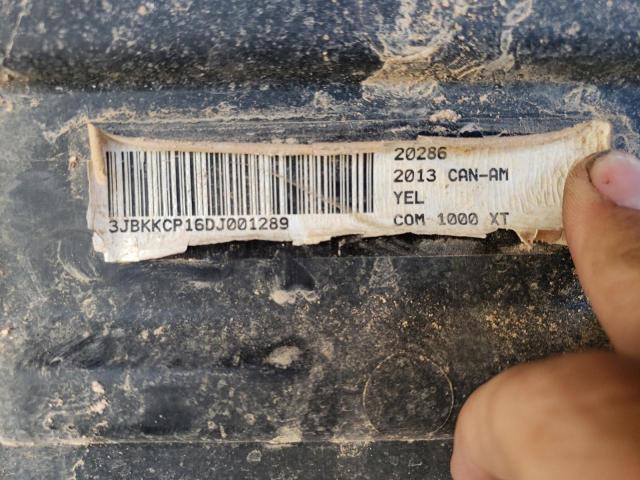 20286
2013 CAN-AM
YEL
COM 1000 XT
3JBKKCP16DJ001289